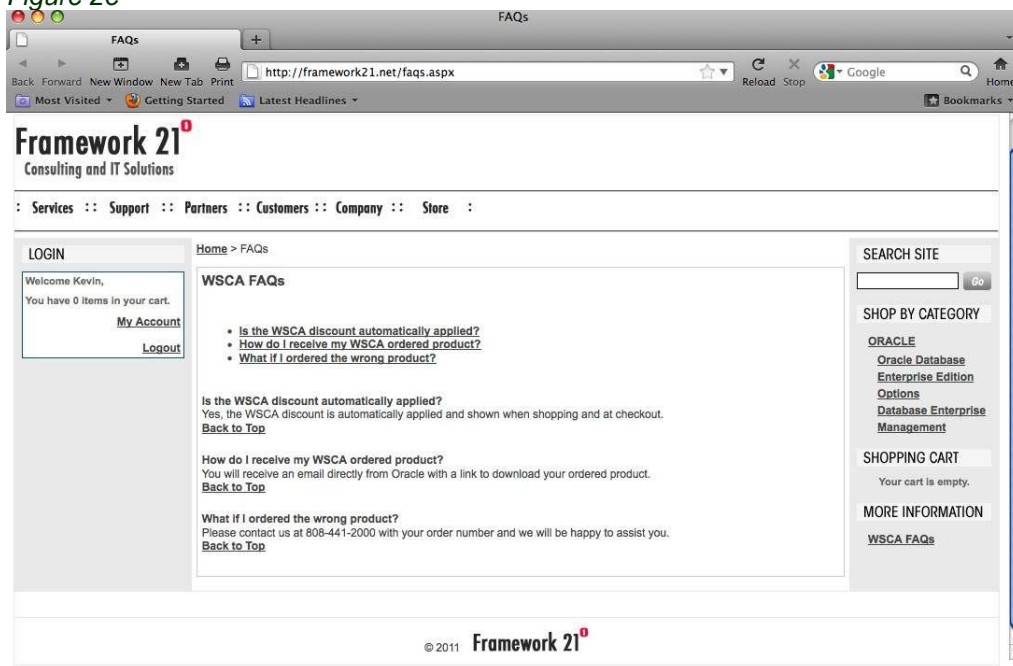 FAQs
FAQs
+
Back Forward New Window New Tab Print
http://framework21.net/faqs.aspx
Reload Stop
Google
Home
Most Visited
Getting Started
Latest Headlines
Bookmarks
Framework 21
Consulting and IT Solutions
: Services :: Support :: Partners :: Customers :: Company :: Store :
LOGIN
Welcome Kevin,
You have 0 items in your cart.
My Account
Logout
Home > FAQs
WSCA FAQs
• Is the WSCA discount automatically applied?
• How do I receive my WSCA ordered product?
• What if I ordered the wrong product?
Is the WSCA discount automatically applied?
Yes, the WSCA discount is automatically applied and shown when shopping and at checkout.
Back to Top
How do I receive my WSCA ordered product?
You will receive an email directly from Oracle with a link to download your ordered product.
Back to Top
What if I ordered the wrong product?
Please contact us at 808-441-2000 with your order number and we will be happy to assist you.
Back to Top
SEARCH SITE
Go
SHOP BY CATEGORY
ORACLE
Oracle Database
Enterprise Edition
Options
Database Enterprise
Management
SHOPPING CART
Your cart is empty.
MORE INFORMATION
WSCA FAQs
© 2011 Framework 21